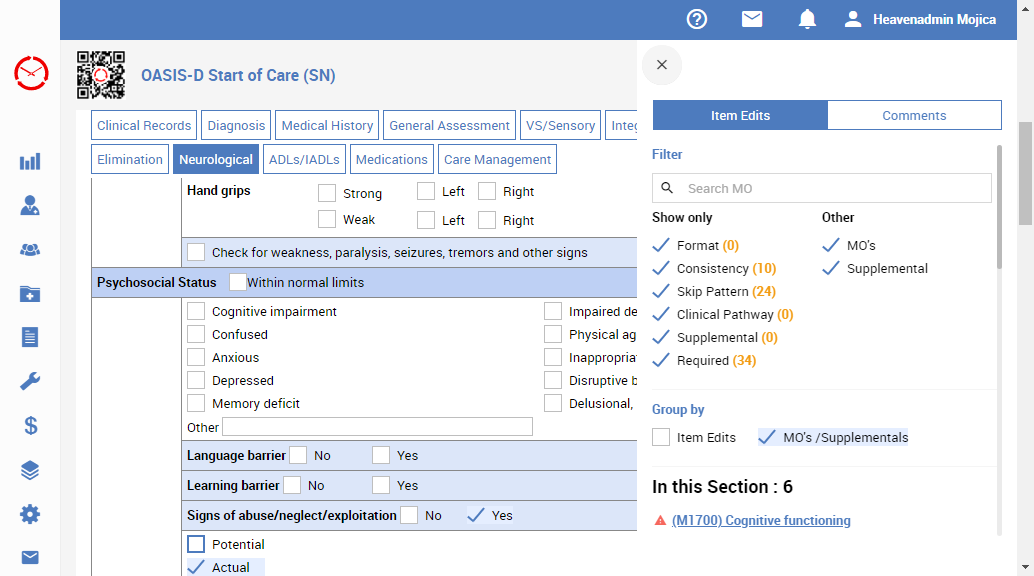 Heavenadmin Mojica
OASIS-D Start of Care (SN)
Clinical Records Diagnosis Medical History General Assessment VS/Sensory
Elimination Neurological ADLs/IADLs Medications Care Management
Hand grips Strong Left Right
Weak Left Right
Check for weakness, paralysis, seizures, tremors and other signs
Psychosocial Status Within normal limits
Cognitive impairment Impaired de
Confused Physical ag
Anxious Inappropria
Depressed Disruptive b
Memory deficit Delusional,
Other
Language barrier No Yes
Learning barrier No Yes
Signs of abuse/neglect/exploitation No Yes
Potential
Actual
Item Edits Comments
Filter
Search MO
Show only Other
Format (0) MO's
Consistency (10) Supplemental
Skip Pattern (24)
Clinical Pathway (0)
Supplemental (0)
Required (34)
Group by
Item Edits MO's /Supplementals
In this Section : 6
(M1700) Cognitive functioning